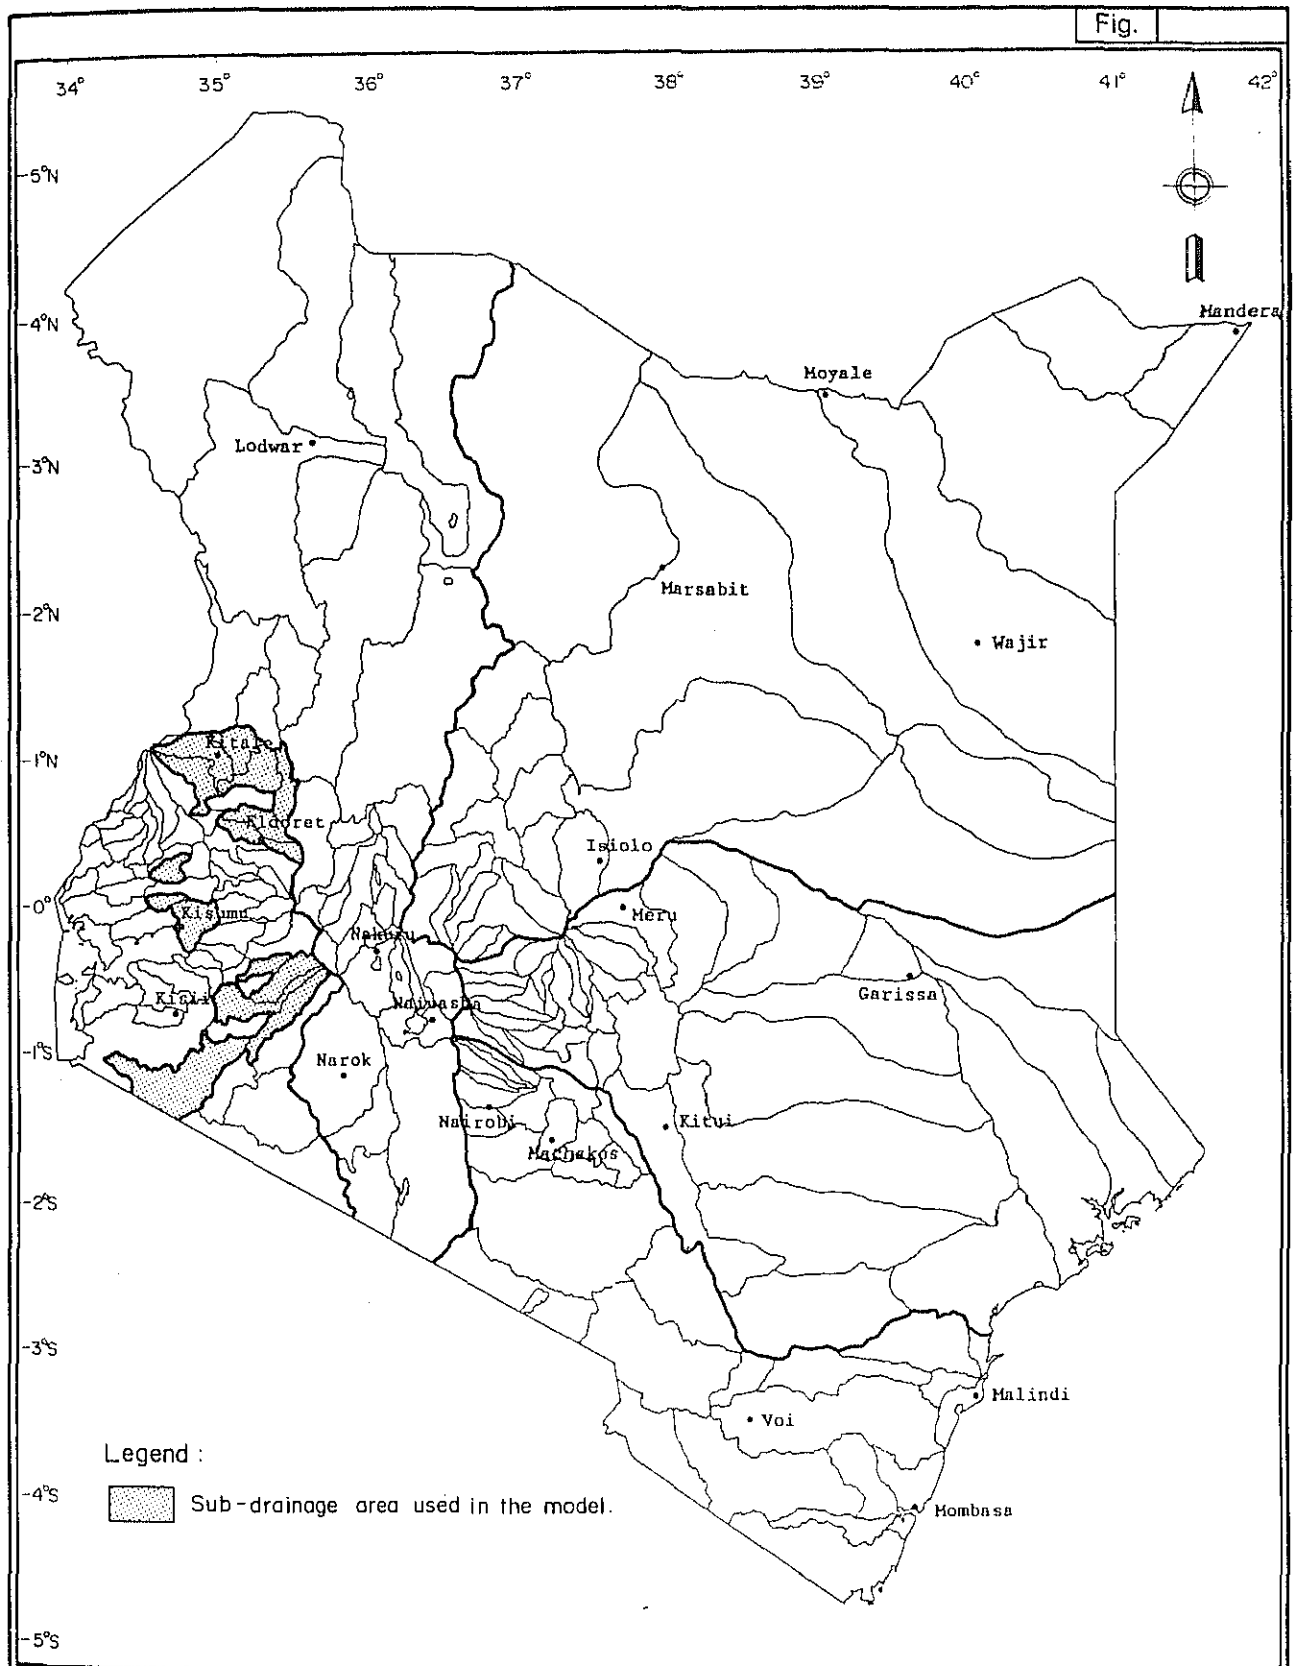 Fig.
34° 35° 36° 37° 38° 39° 40° 41° 42°
5°N
4°N
Mandera
Moyale
Lodwar
3°N
Marsabit
2°N
Wajir
Kitale
1°N
Eldoret
Isiolo
0°
Kisumu
Meru
Nakuru
Garissa
Kisii
Naivasha
1°S
Narok
Nairobi
Kitui
Machakos
2°S
3°S
Malindi
Voi
Legend :
4°S
Sub-drainage area used in the model.
Mombasa
5°S